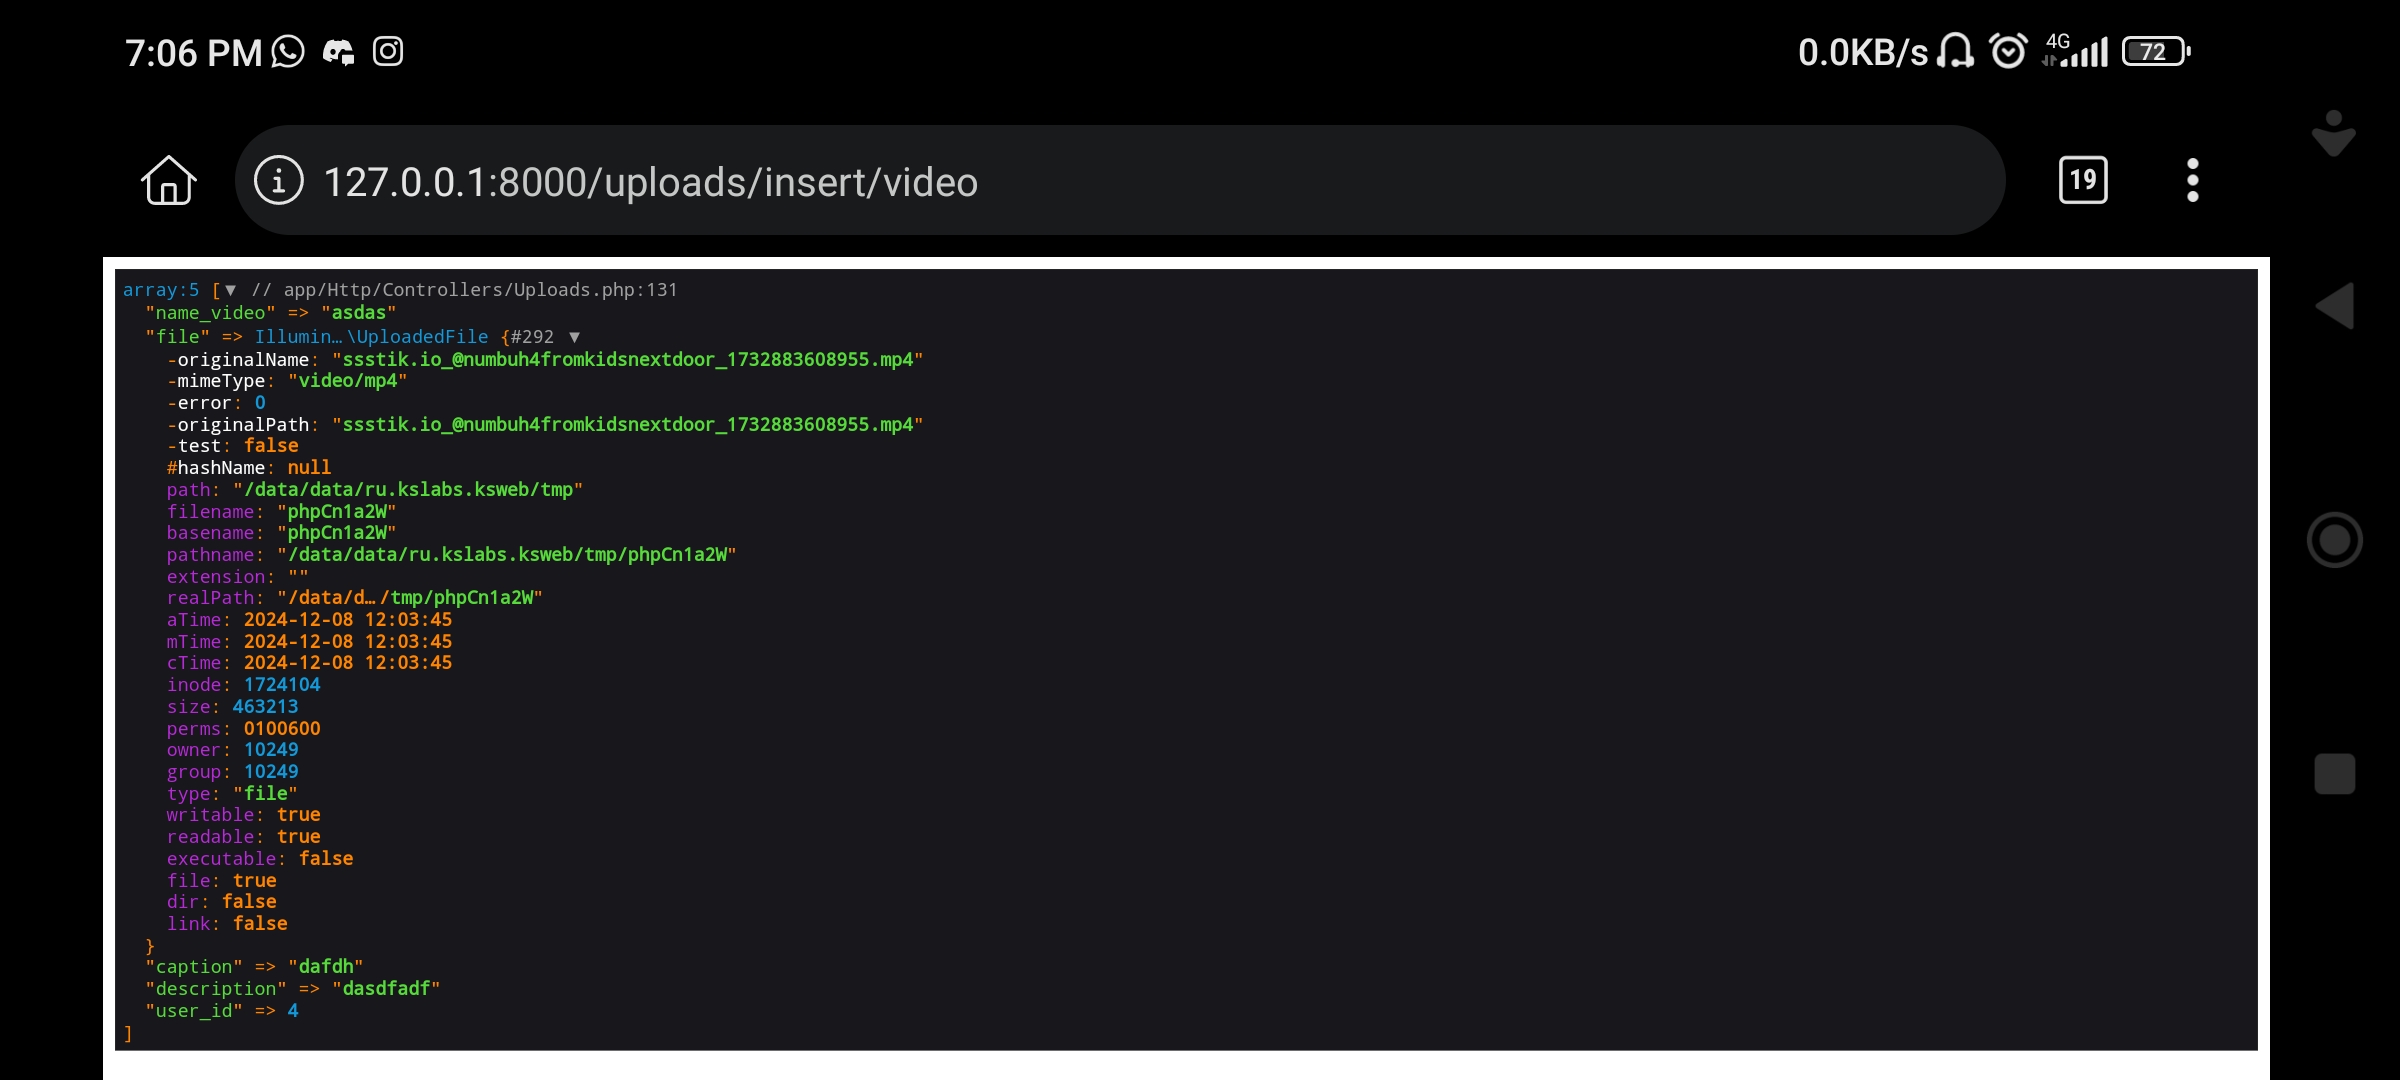 7:06 PM
0.0KB/s 4G 72
127.0.0.1:8000/uploads/insert/video
19
array:5 [▼ // app/Http/Controllers/Uploads.php:131
"name_video" => "asdas"
"file" => Illumin…\UploadedFile {#292 ▼
-originalName: "ssstik.io_@numbuh4fromkidsnextdoor_1732883608955.mp4"
-mimeType: "video/mp4"
-error: 0
-originalPath: "ssstik.io_@numbuh4fromkidsnextdoor_1732883608955.mp4"
-test: false
#hashName: null
path: "/data/data/ru.kslabs.ksweb/tmp"
filename: "phpCn1a2W"
basename: "phpCn1a2W"
pathname: "/data/data/ru.kslabs.ksweb/tmp/phpCn1a2W"
extension: ""
realPath: "/data/d…/tmp/phpCn1a2W"
aTime: 2024-12-08 12:03:45
mTime: 2024-12-08 12:03:45
cTime: 2024-12-08 12:03:45
inode: 1724104
size: 463213
perms: 0100600
owner: 10249
group: 10249
type: "file"
writable: true
readable: true
executable: false
file: true
dir: false
link: false
}
"caption" => "dafdh"
"description" => "dasdfadf"
"user_id" => 4
]